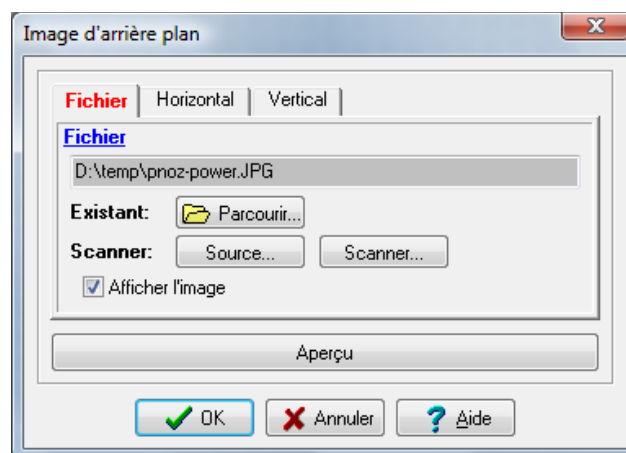 Image d'arrière plan
Fichier Horizontal Vertical
Fichier
D:\temp\pnoz-power.JPG
Existant: Parcourir...
Scanner: Source... Scanner...
Afficher l'image
Aperçu
OK Annuler Aide